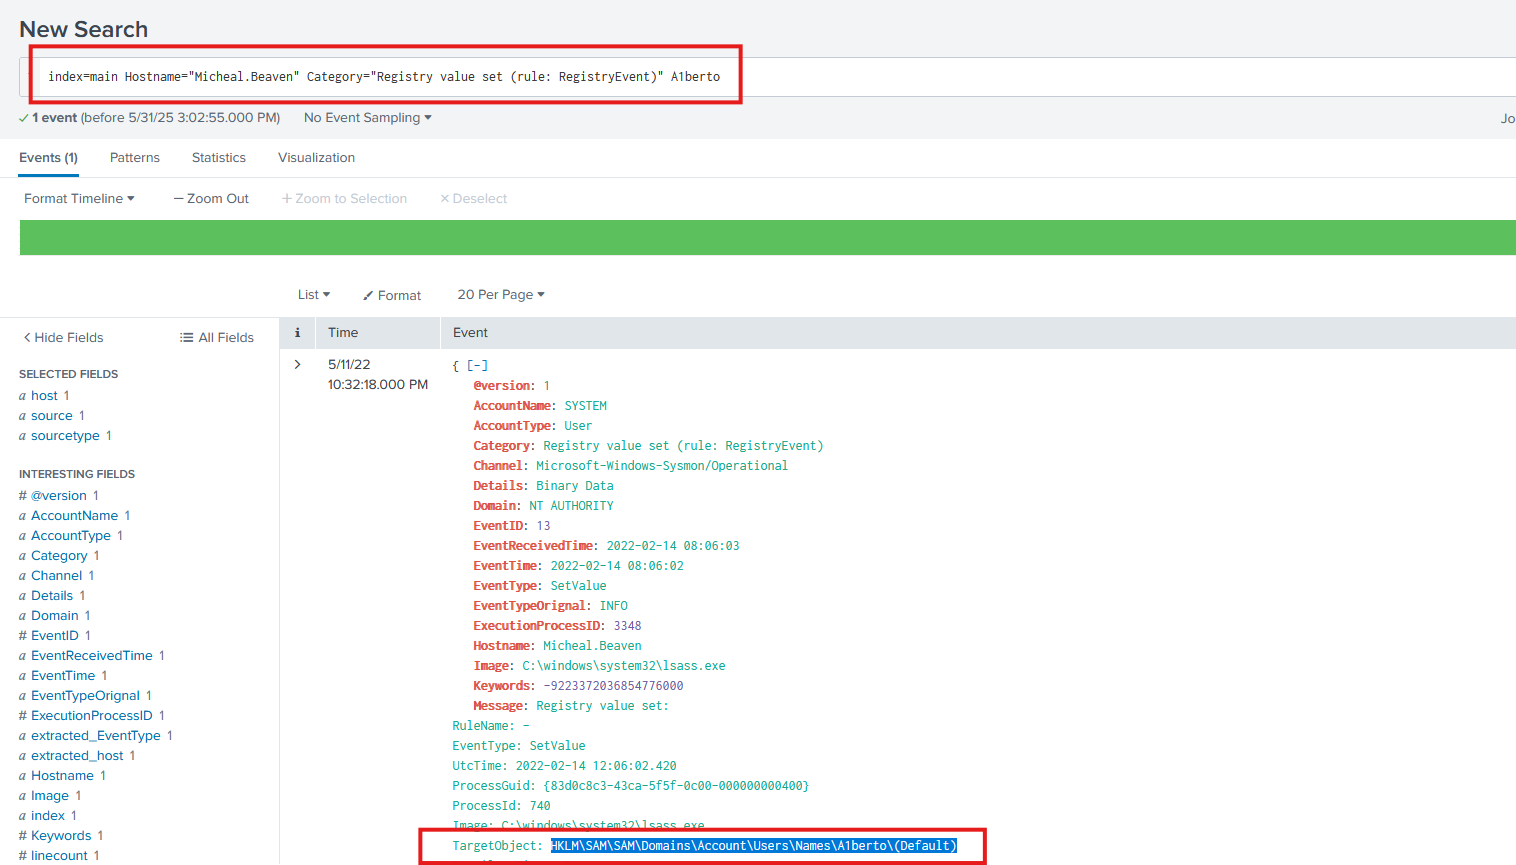 New Search
index=main Hostname="Micheal.Beaven" Category="Registry value set (rule: RegistryEvent)" A1berto
1 event (before 5/31/25 3:02:55.000 PM) No Event Sampling
Jo
Events (1) Patterns Statistics Visualization
Format Timeline — Zoom Out + Zoom to Selection × Deselect
List Format 20 Per Page
< Hide Fields All Fields
i Time Event
SELECTED FIELDS
a host 1
a source 1
a sourcetype 1
INTERESTING FIELDS
# @version 1
a AccountName 1
a AccountType 1
a Category 1
a Channel 1
a Details 1
a Domain 1
# EventID 1
a EventReceivedTime 1
a EventTime 1
a EventTypeOrignal 1
# ExecutionProcessID 1
a extracted_EventType 1
a extracted_host 1
a Hostname 1
a Image 1
a index 1
# Keywords 1
# linecount 1
> 5/11/22
10:32:18.000 PM
{ [-]
@version: 1
AccountName: SYSTEM
AccountType: User
Category: Registry value set (rule: RegistryEvent)
Channel: Microsoft-Windows-Sysmon/Operational
Details: Binary Data
Domain: NT AUTHORITY
EventID: 13
EventReceivedTime: 2022-02-14 08:06:03
EventTime: 2022-02-14 08:06:02
EventType: SetValue
EventTypeOrignal: INFO
ExecutionProcessID: 3348
Hostname: Micheal.Beaven
Image: C:\windows\system32\lsass.exe
Keywords: -9223372036854776000
Message: Registry value set:
RuleName: -
EventType: SetValue
UtcTime: 2022-02-14 12:06:02.420
ProcessGuid: {83d0c8c3-43ca-5f5f-0c00-000000000400}
ProcessId: 740
Image: C:\windows\system32\lsass.exe
TargetObject: HKLM\SAM\SAM\Domains\Account\Users\Names\A1berto\(Default)